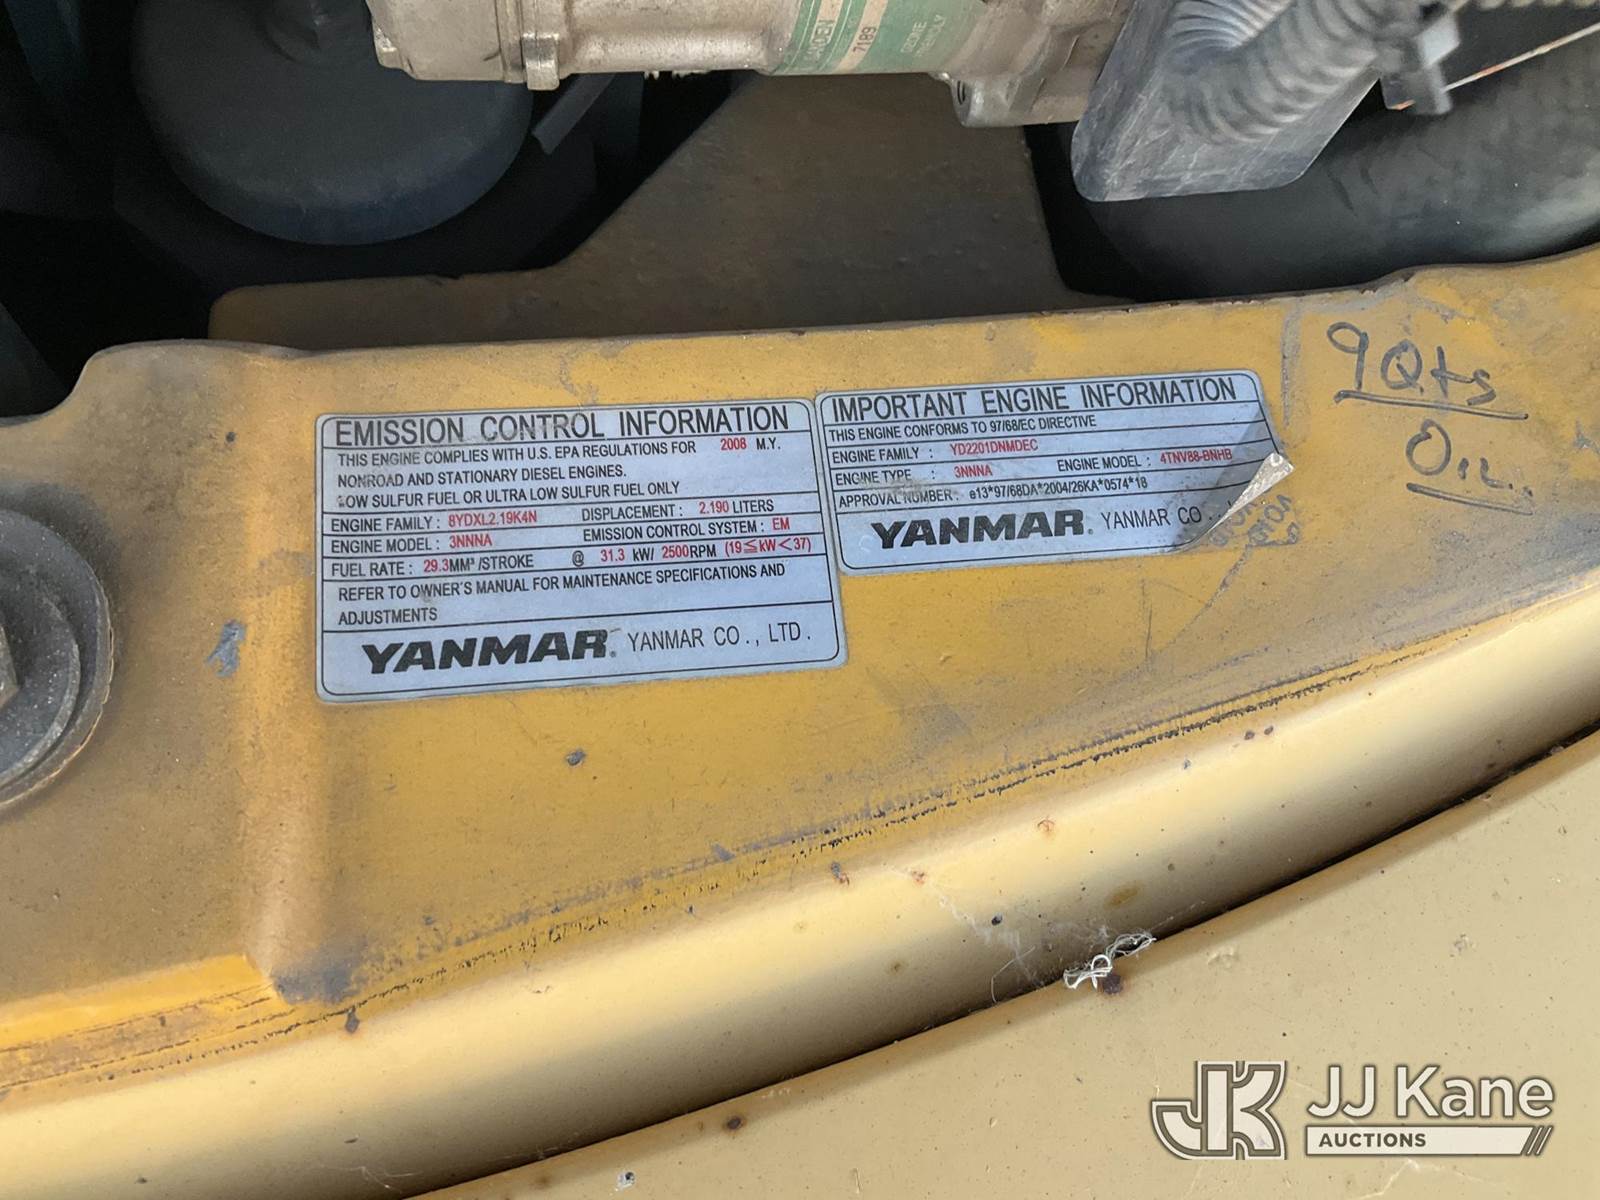 SANDEN
7189
EMISSION CONTROL INFORMATION
THIS ENGINE COMPLIES WITH U.S. EPA REGULATIONS FOR 2008 M.Y.
NONROAD AND STATIONARY DIESEL ENGINES.
LOW SULFUR FUEL OR ULTRA LOW SULFUR FUEL ONLY
ENGINE FAMILY : 8YDXL2.19K4N DISPLACEMENT : 2.190 LITERS
ENGINE MODEL : 3NNNA EMISSION CONTROL SYSTEM : EM
FUEL RATE : 29.3MM³ /STROKE @ 31.3 kW/ 2500RPM (19≦kW<37)
REFER TO OWNER'S MANUAL FOR MAINTENANCE SPECIFICATIONS AND
ADJUSTMENTS
YANMAR. YANMAR CO., LTD.
IMPORTANT ENGINE INFORMATION
THIS ENGINE CONFORMS TO 97/68/EC DIRECTIVE
ENGINE FAMILY : YD2201DNMDEC
ENGINE TYPE : 3NNNA ENGINE MODEL : 4TNV88-BNHB
APPROVAL NUMBER : e13*97/68DA*2004/26KA*0574*18
YANMAR. YANMAR CO., L
9 Qts
Oil
JJ Kane
AUCTIONS